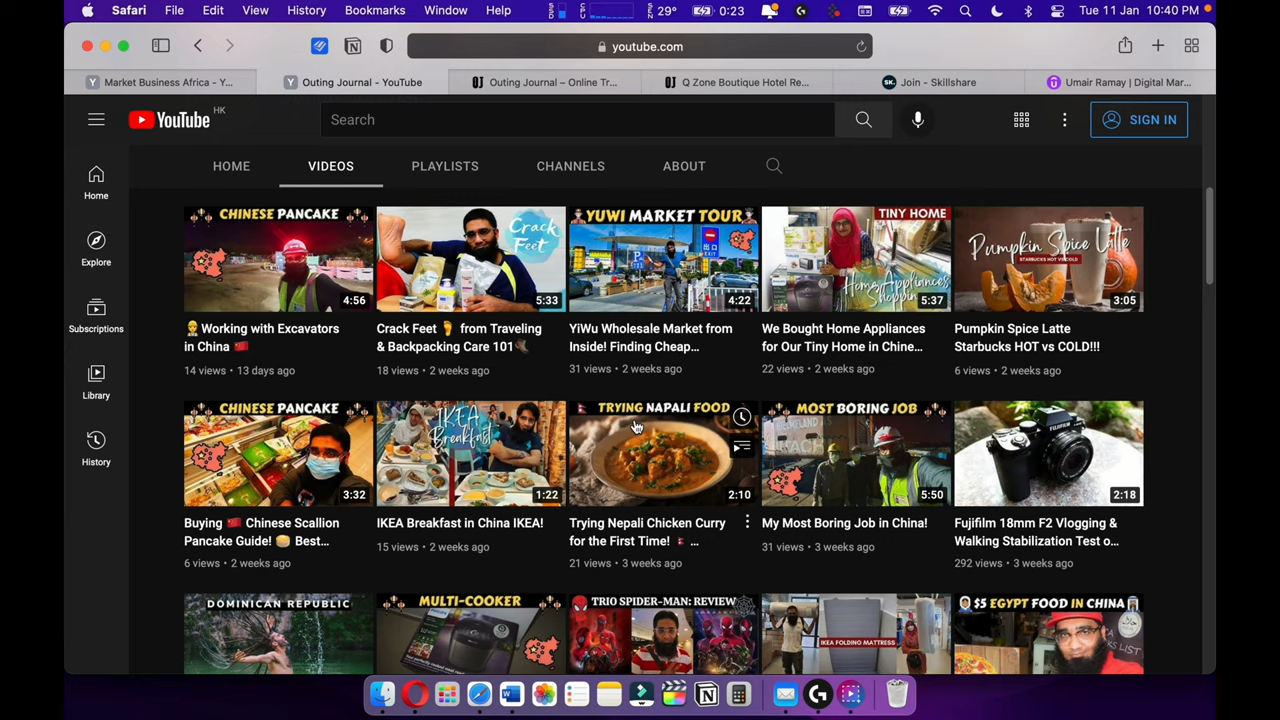 Safari File Edit View History Bookmarks Window Help 29° 0:23 Tue 11 Jan 10:40 PM
youtube.com
Market Business Africa - Y... Outing Journal - YouTube Outing Journal – Online Tr... Q Zone Boutique Hotel Re... Join - Skillshare Umair Ramay | Digital Mar...
YouTube HK Search SIGN IN
HOME VIDEOS PLAYLISTS CHANNELS ABOUT
Home
Explore
Subscriptions
Library
History
CHINESE PANCAKE
4:56
👷Working with Excavators
in China 🇨🇳
14 views • 13 days ago
Crack
Feet
5:33
Crack Feet 🦶 from Traveling
& Backpacking Care 101🥾
18 views • 2 weeks ago
YUWI MARKET TOUR
出口
EXIT
4:22
YiWu Wholesale Market from
Inside! Finding Cheap...
31 views • 2 weeks ago
TINY HOME
Home Appliances
Shopping
5:37
We Bought Home Appliances
for Our Tiny Home in Chine...
22 views • 2 weeks ago
Pumpkin Spice Latte
STARBUCKS HOT vs COLD
3:05
Pumpkin Spice Latte
Starbucks HOT vs COLD!!!
6 views • 2 weeks ago
CHINESE PANCAKE
3:32
Buying 🇨🇳 Chinese Scallion
Pancake Guide! 🥞 Best...
6 views • 2 weeks ago
IKEA
Breakfast
1:22
IKEA Breakfast in China IKEA!
15 views • 2 weeks ago
TRYING NAPALI FOOD
2:10
Trying Nepali Chicken Curry
for the First Time! 🇳🇵 ...
21 views • 3 weeks ago
MOST BORING JOB
5:50
My Most Boring Job in China!
31 views • 3 weeks ago
FUJIFILM
2:18
Fujifilm 18mm F2 Vlogging &
Walking Stabilization Test o...
292 views • 3 weeks ago
DOMINICAN REPUBLIC
MULTI-COOKER
TRIO SPIDER-MAN: REVIEW
IKEA FOLDING MATTRESS
$5 EGYPT FOOD IN CHINA